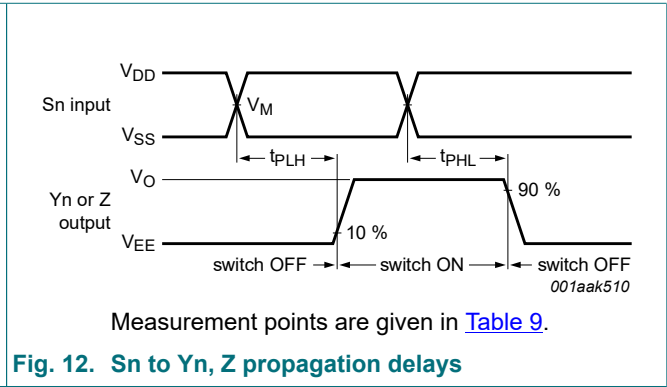 VDD
Sn input
VM
VSS
tPLH
tPHL
VO
Yn or Z
output
90 %
10 %
VEE
switch OFF
switch ON
switch OFF
001aak510
Measurement points are given in Table 9.
Fig. 12. Sn to Yn, Z propagation delays